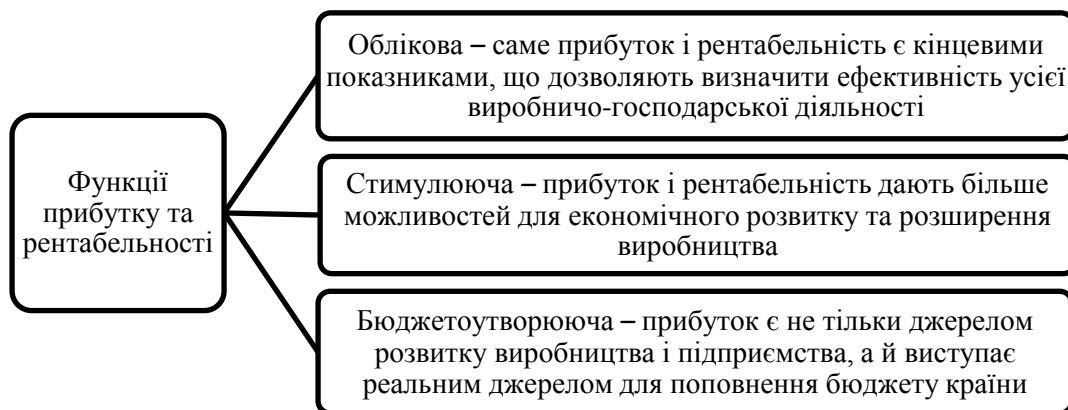 Функції
прибутку та
рентабельності
Облікова – саме прибуток і рентабельність є кінцевими
показниками, що дозволяють визначити ефективність усієї
виробничо-господарської діяльності
Стимулююча – прибуток і рентабельність дають більше
можливостей для економічного розвитку та розширення
виробництва
Бюджетоутворююча – прибуток є не тільки джерелом
розвитку виробництва і підприємства, а й виступає
реальним джерелом для поповнення бюджету країни